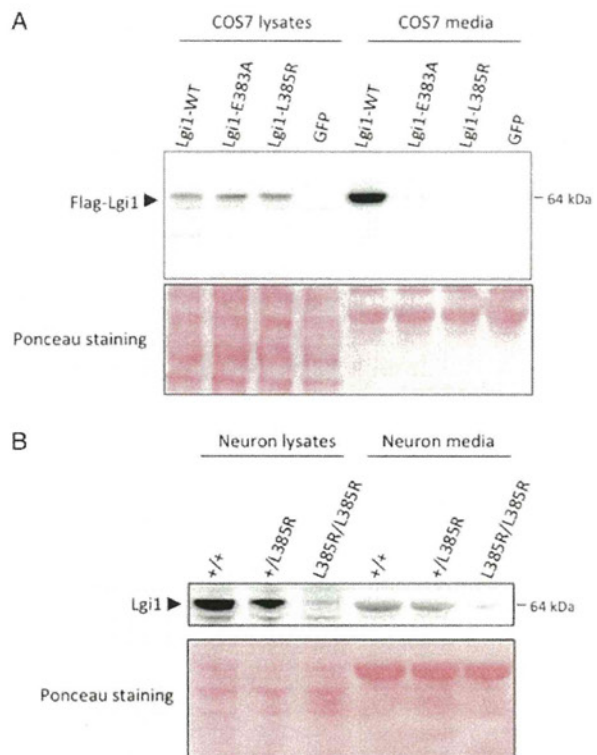 A
COS7 lysates COS7 media
Lgi1-WT Lgi1-E383A Lgi1-L385R GFP Lgi1-WT Lgi1-E383A Lgi1-L385R GFP
Flag-Lgi1 64 kDa
Ponceau staining
B
Neuron lysates Neuron media
+/+ +/L385R L385R/L385R +/+ +/L385R L385R/L385R
Lgi1 64 kDa
Ponceau staining